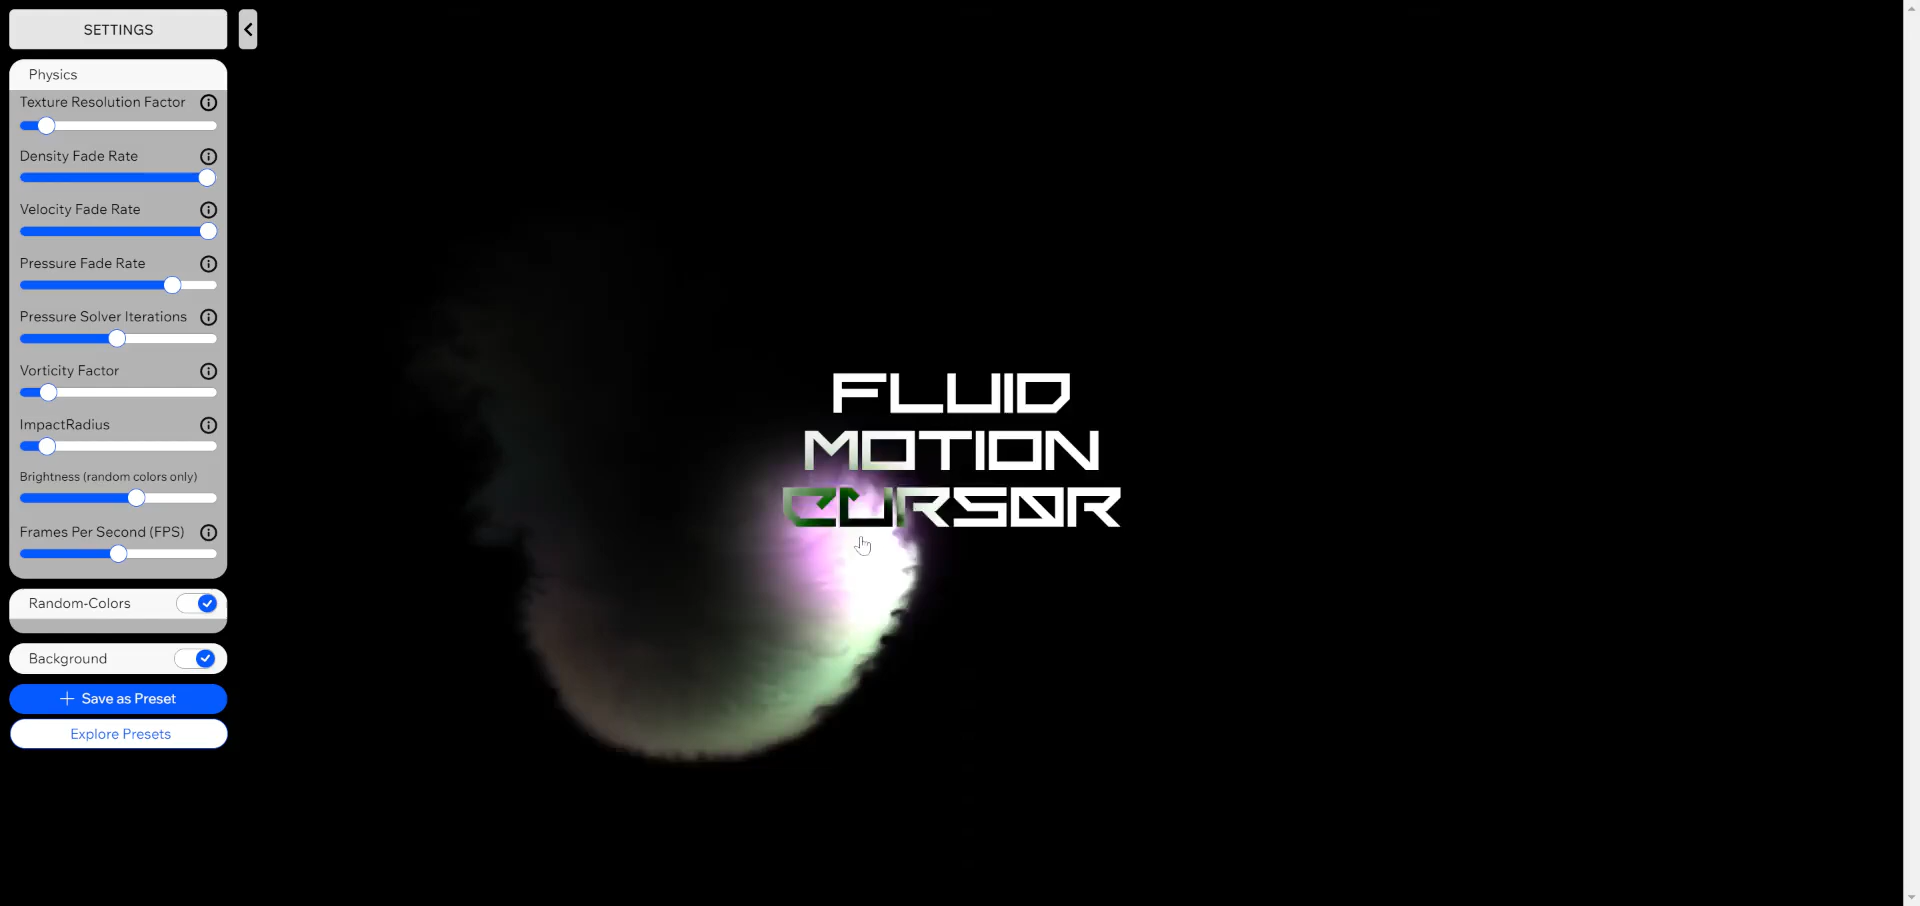 SETTINGS
Physics
Texture Resolution Factor
Density Fade Rate
Velocity Fade Rate
Pressure Fade Rate
Pressure Solver Iterations
Vorticity Factor
ImpactRadius
Brightness (random colors only)
Frames Per Second (FPS)
Random-Colors
Background
Save as Preset
Explore Presets
FLUID
MOTION
CURSOR